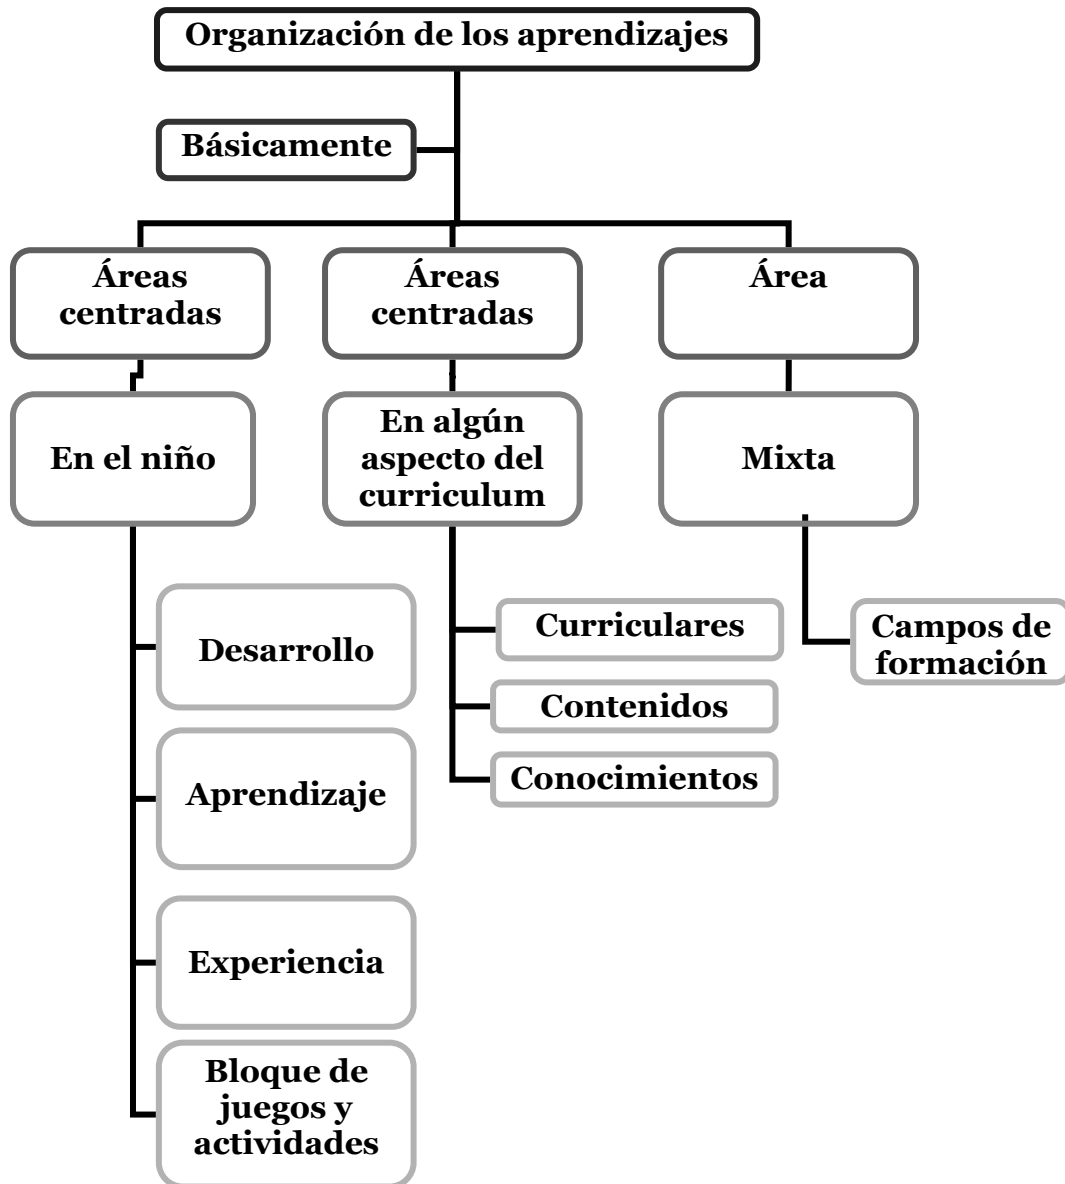 Organización de los aprendizajes
Básicamente
Áreas
centradas
Áreas
centradas
Área
En el niño
En algún
aspecto del
curriculum
Mixta
Desarrollo
Aprendizaje
Experiencia
Bloque de
juegos y
actividades
Curriculares
Contenidos
Conocimientos
Campos de
formación